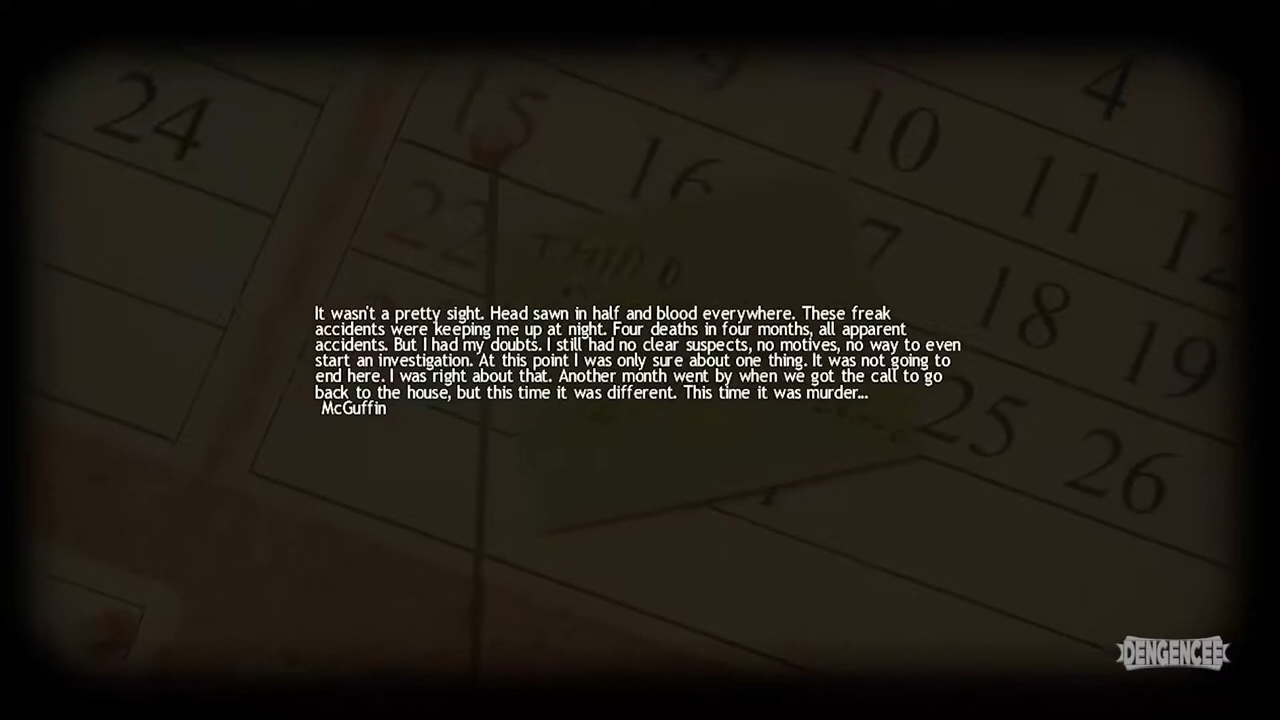 24
15
9
4
10
16
11
12
22
THIRD
7
18
19
It wasn't a pretty sight. Head sawn in half and blood everywhere. These freak
accidents were keeping me up at night. Four deaths in four months, all apparent
accidents. But I had my doubts. I still had no clear suspects, no motives, no way to even
start an investigation. At this point I was only sure about one thing. It was not going to
end here. I was right about that. Another month went by when we got the call to go
back to the house, but this time it was different. This time it was murder...
McGuffin
25
26
DENGENCEE